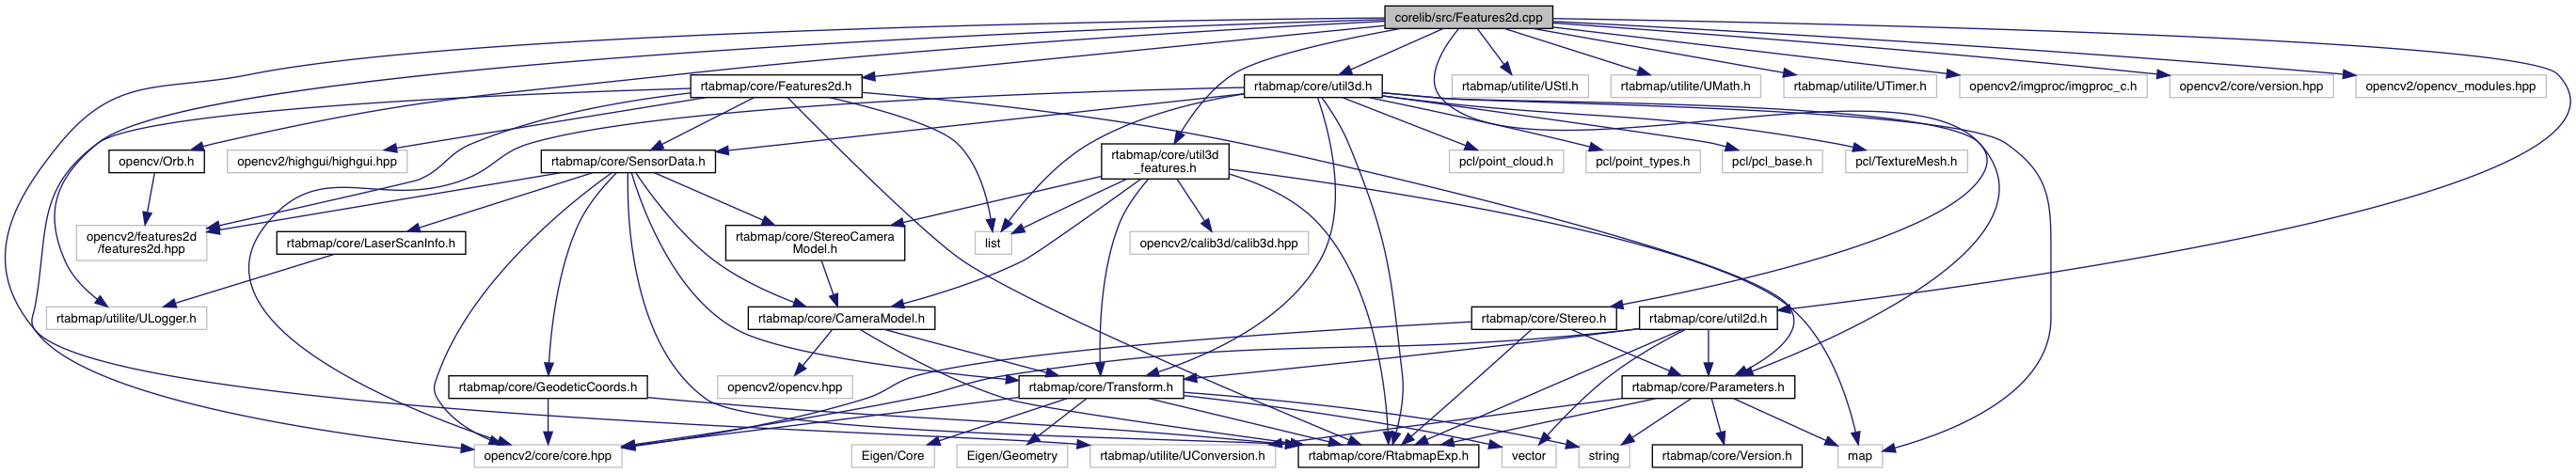 corelib/src/Features2d.cpp
rtabmap/core/Features2d.h
rtabmap/core/util3d.h
rtabmap/utilite/UStl.h
rtabmap/utilite/UMath.h
rtabmap/utilite/UTimer.h
opencv2/imgproc/imgproc_c.h
opencv2/core/version.hpp
opencv2/opencv_modules.hpp
opencv/Orb.h
opencv2/highgui/highgui.hpp
rtabmap/core/SensorData.h
rtabmap/core/util3d
_features.h
pcl/point_cloud.h
pcl/point_types.h
pcl/pcl_base.h
pcl/TextureMesh.h
opencv2/features2d
/features2d.hpp
rtabmap/core/LaserScanInfo.h
rtabmap/core/StereoCamera
Model.h
list
opencv2/calib3d/calib3d.hpp
rtabmap/utilite/ULogger.h
rtabmap/core/CameraModel.h
rtabmap/core/Stereo.h
rtabmap/core/util2d.h
rtabmap/core/GeodeticCoords.h
opencv2/opencv.hpp
rtabmap/core/Transform.h
rtabmap/core/Parameters.h
opencv2/core/core.hpp
Eigen/Core
Eigen/Geometry
rtabmap/utilite/UConversion.h
rtabmap/core/RtabmapExp.h
vector
string
rtabmap/core/Version.h
map